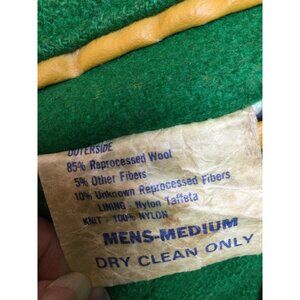 OUTERSIDE
85% Reprocessed Wool
5% Other Fibers
10% Unknown Reprocessed Fibers
LINING - Nylon Taffeta
KNIT - 100% NYLON
MENS-MEDIUM
DRY CLEAN ONLY